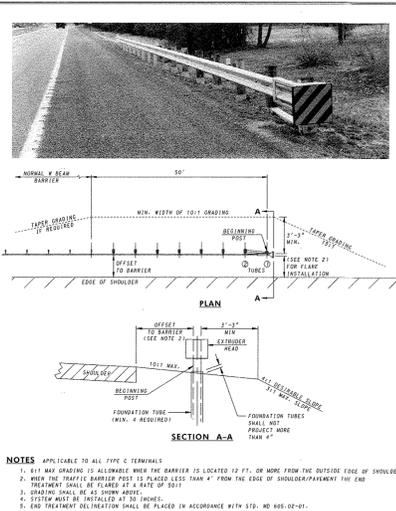 NORMAL W BEAM
BARRIER
50'
A
MIN. WIDTH OF 10:1 GRADING
TAPER GRADING
IF REQUIRED
BEGINNING
POST
3'-3"
MIN.
TAPER GRADING
15:1
OFFSET
TO BARRIER
2
1
TUBES
(SEE NOTE 2)
FOR FLARE
INSTALLATION
EDGE OF SHOULDER
A
PLAN
OFFSET
TO BARRIER
(SEE NOTE 2)
3'-3"
MIN
EXTRUDER
HEAD
10:1 MAX.
SHOULDER
BEGINNING
POST
4:1 DESIRABLE SLOPE
3:1 MAX. SLOPE
FOUNDATION TUBE
(MIN. 4 REQUIRED)
FOUNDATION TUBES
SHALL NOT
PROJECT MORE
THAN 4"
SECTION A-A
NOTES APPLICABLE TO ALL TYPE C TERMINALS
1. 6:1 MAX GRADING IS ALLOWABLE WHEN THE BARRIER IS LOCATED 12 FT. OR MORE FROM THE OUTSIDE EDGE OF SHOULDER
2. WHEN THE TRAFFIC BARRIER POST IS PLACED LESS THAN 4' FROM THE EDGE OF SHOULDER/PAVEMENT THE END
TREATMENT SHALL BE FLARED AT A RATE OF 50:1
3. GRADING SHALL BE AS SHOWN ABOVE.
4. SYSTEM MUST BE INSTALLED AT 30 INCHES.
5. END TREATMENT DELINEATION SHALL BE PLACED IN ACCORDANCE WITH STD. MD 605.02-01.